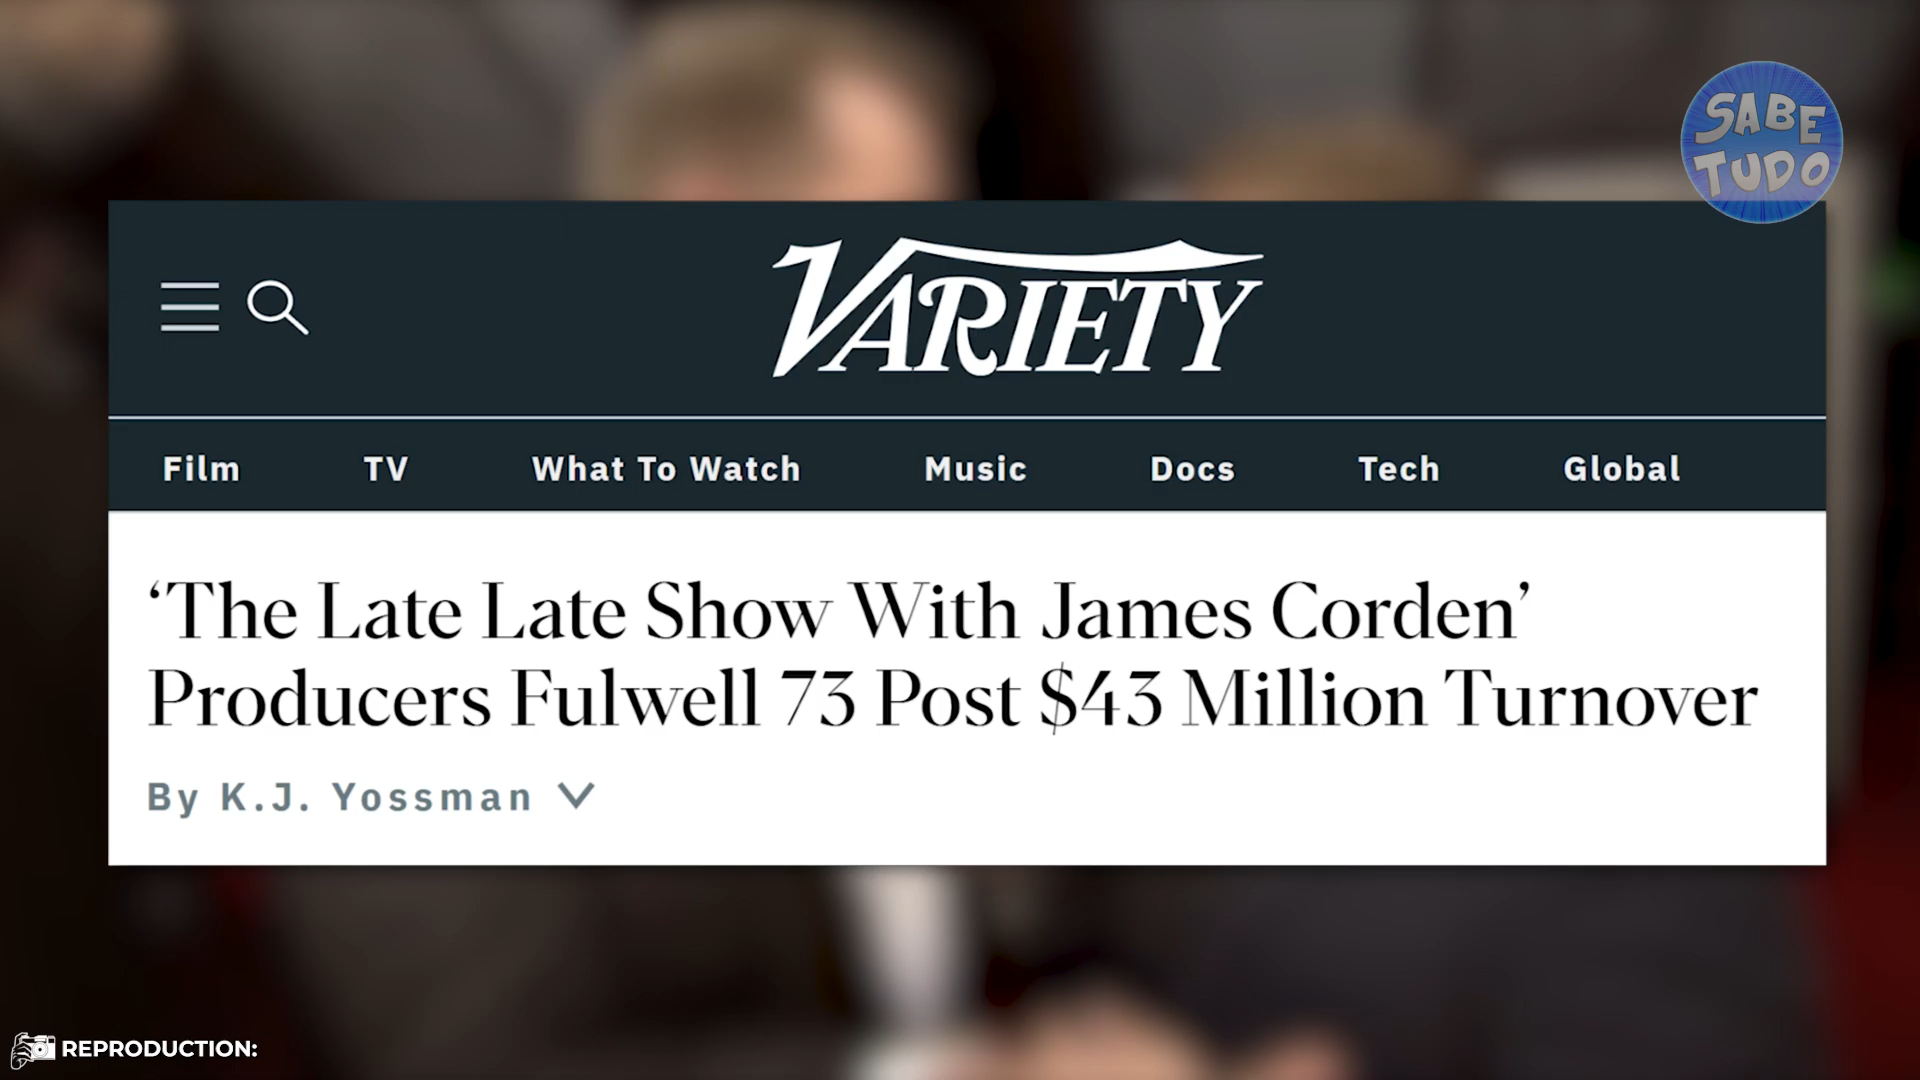 SABE
TUDO
VARIETY
Film TV What To Watch Music Docs Tech Global
‘The Late Late Show With James Corden’
Producers Fulwell 73 Post $43 Million Turnover
By K.J. Yossman
REPRODUCTION: